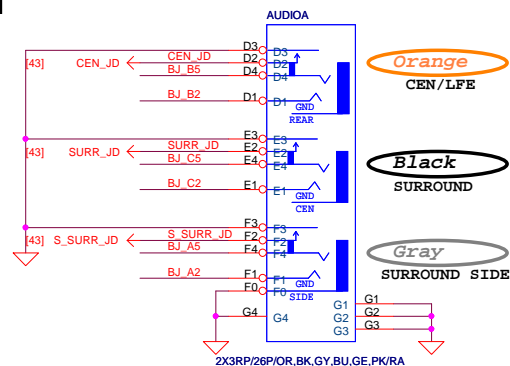 AUDIOA
D3 D3
[43] CEN_JD CEN_JD D2 D2
BJ_B5 D4 D4
BJ_B2 D1 D1
GND
REAR
Orange
CEN/LFE
E3 E3
[43] SURR_JD SURR_JD E2 E2
BJ_C5 E4 E4
BJ_C2 E1 E1
GND
CEN
Black
SURROUND
F3 F3
[43] S_SURR_JD S_SURR_JD F2 F2
BJ_A5 F4 F4
BJ_A2 F1 F1
GND
F0 F0
SIDE
Gray
SURROUND SIDE
G4 G4
G1 G1
G2 G2
G3 G3
2X3RP/26P/OR,BK,GY,BU,GE,PK/RA